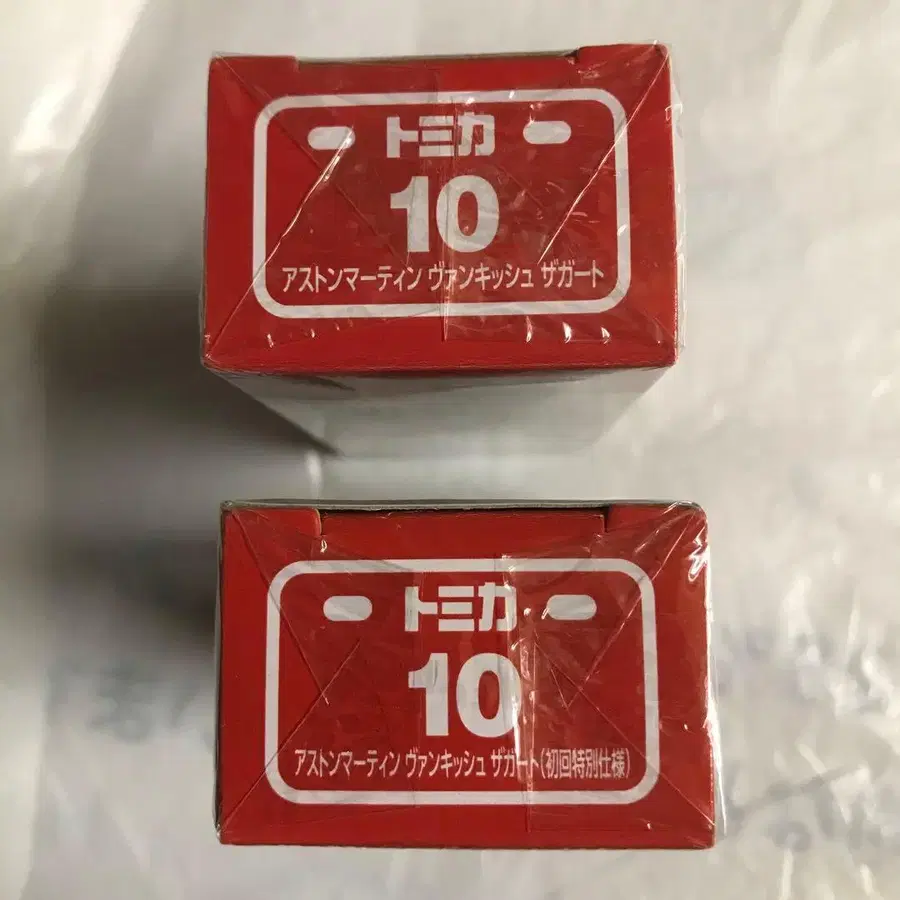 トミカ
10
アストンマーティン ヴァンキッシュ ザガート
トミカ
10
アストンマーティン ヴァンキッシュ ザガート(初回特別仕様)